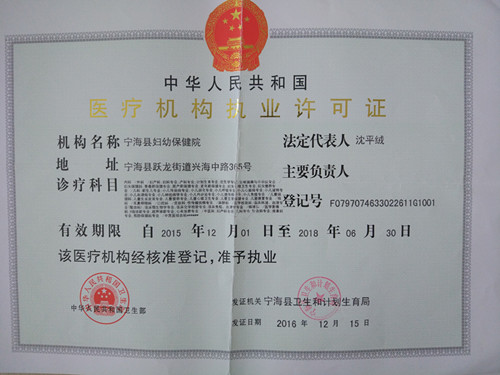 中华人民共和国
医疗机构执业许可证
机构名称 宁海县妇幼保健院
法定代表人 沈平绒
地址 宁海县跃龙街道兴海中路365号
主要负责人
诊疗科目
登记号 F0797074633022611G1001
有效期限 自 2015 年 12 月 01 日至 2018 年 06 月 30 日
该医疗机构经核准登记，准予执业
中华人民共和国卫生部
发证机关 宁海县卫生和计划生育局
发证日期 2016 年 12 月 15 日